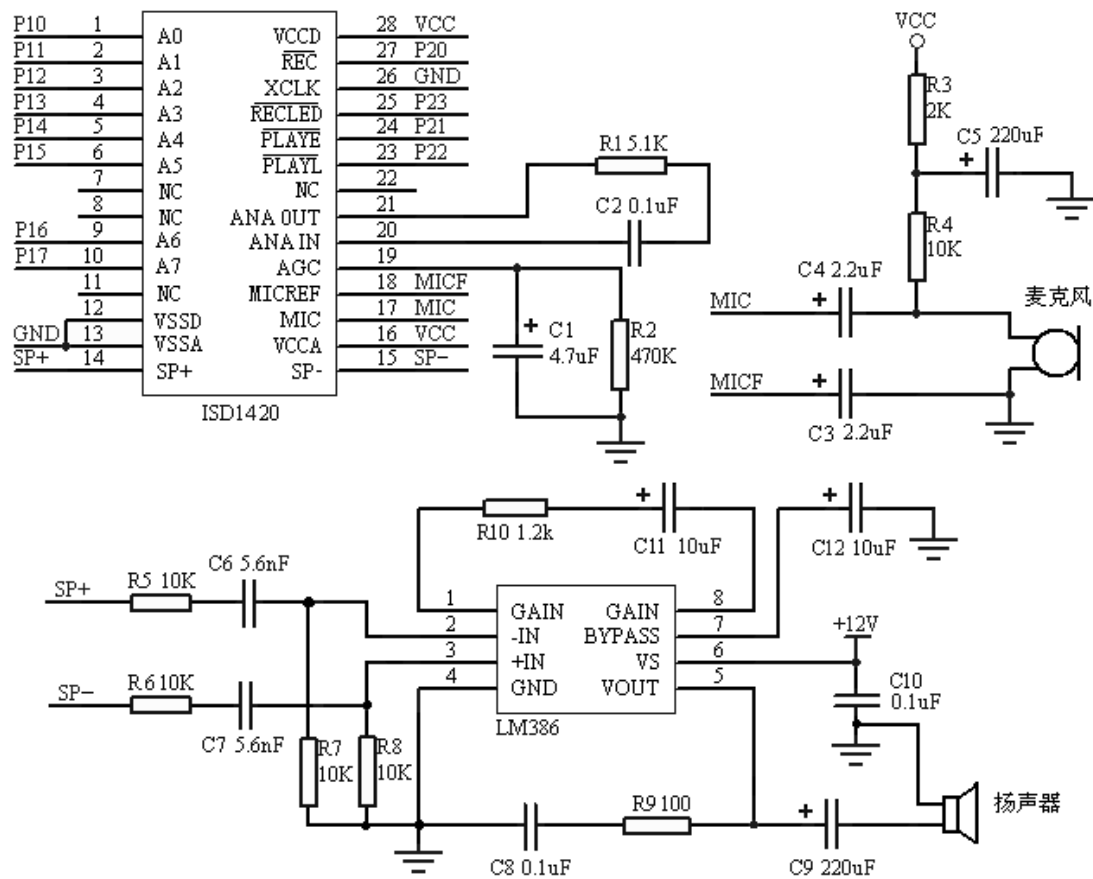 P10 1 A0 VCCD 28 VCC
P11 2 A1 REC 27 P20
P12 3 A2 XCLK 26 GND
P13 4 A3 RECLED 25 P23
P14 5 A4 PLAYE 24 P21
P15 6 A5 PLAYL 23 P22
7 NC NC 22
8 NC ANA OUT 21
P16 9 A6 ANA IN 20
P17 10 A7 AGC 19
11 NC MICREF 18 MICF
12 VSSD MIC 17 MIC
GND 13 VSSA VCCA 16 VCC
SP+ 14 SP+ SP- 15 SP-
ISD1420
R1 5.1K
C2 0.1uF
+
C1
4.7uF
R2
470K
VCC
R3
2K
C5 220uF
+
R4
10K
C4 2.2uF
MIC +
麦克风
MICF +
C3 2.2uF
R10 1.2k
+
C11 10uF
+
C12 10uF
SP+ R5 10K C6 5.6nF
SP- R6 10K C7 5.6nF
1 GAIN GAIN 8
2 -IN BYPASS 7
3 +IN VS 6
4 GND VOUT 5
LM386
+12V
C10
0.1uF
R7
10K
R8
10K
C8 0.1uF
R9 100
+
C9 220uF
扬声器